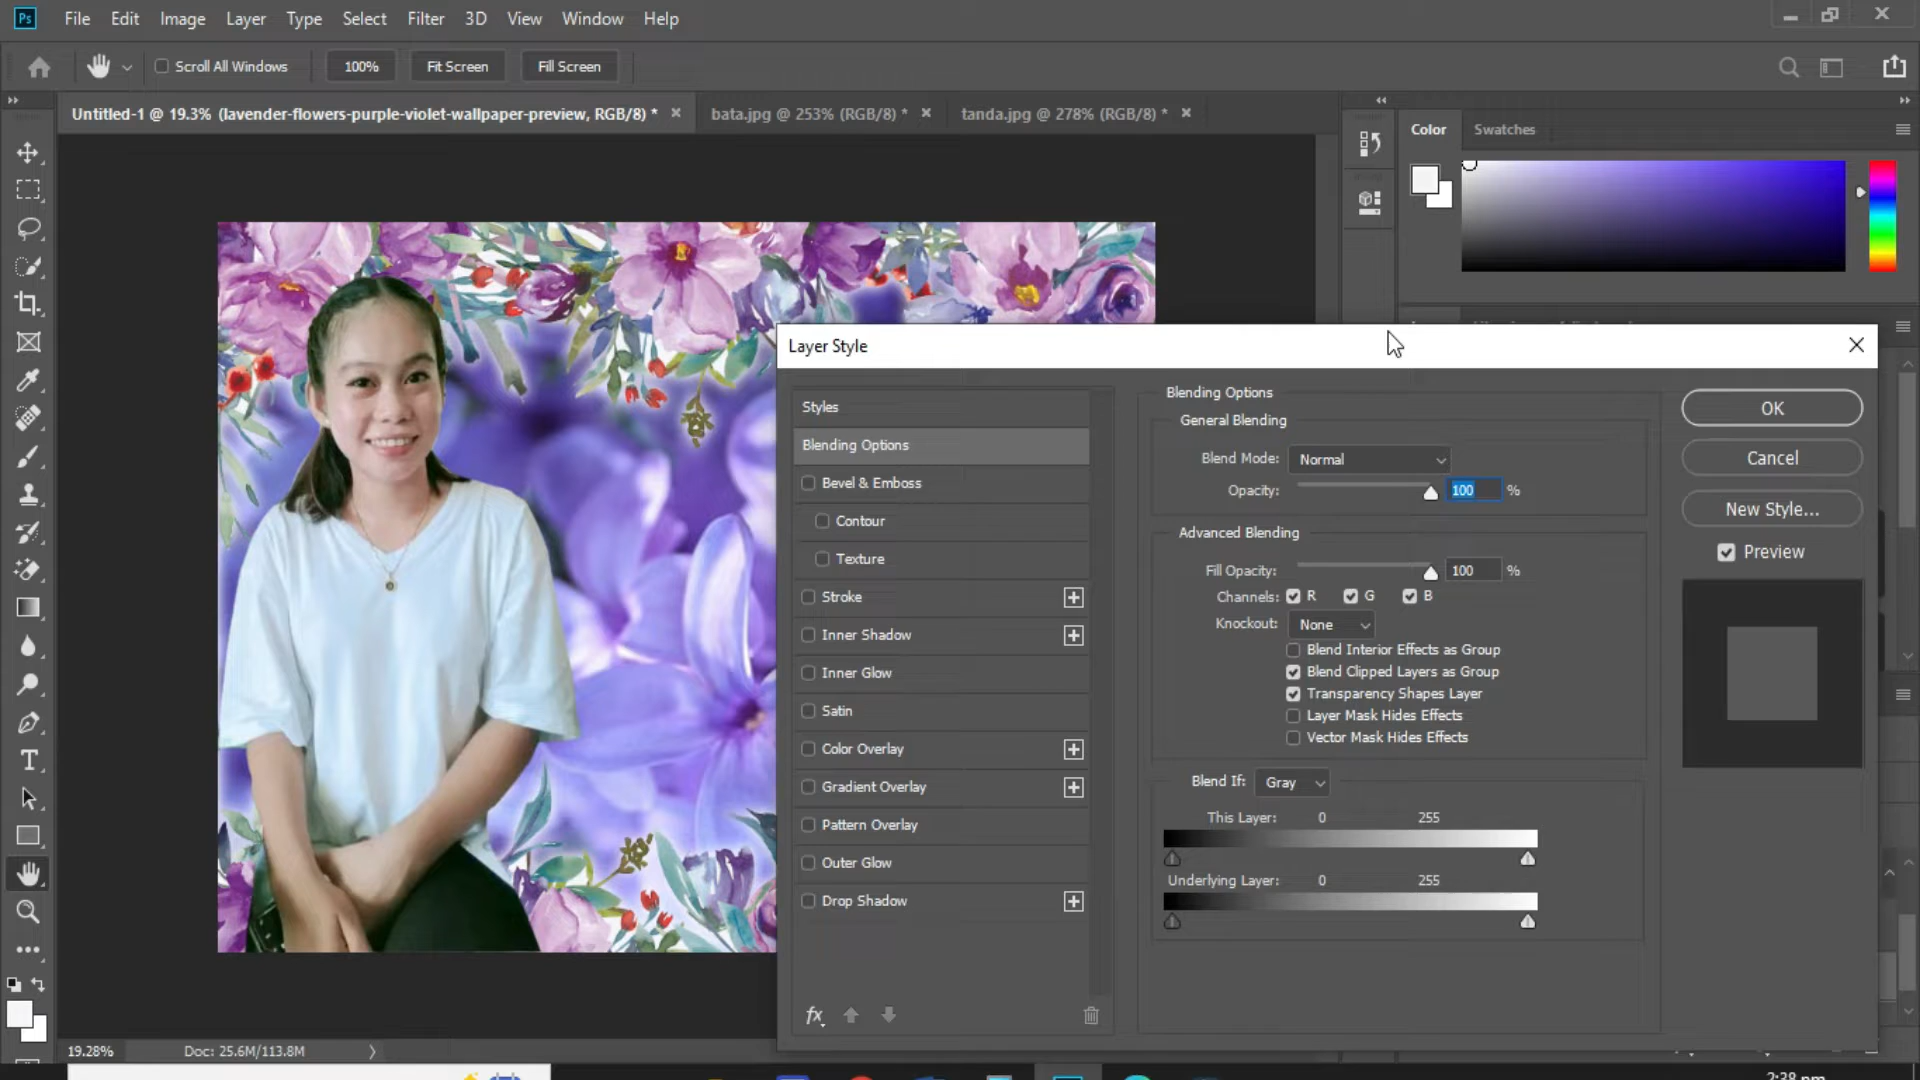 Ps File Edit Image Layer Type Select Filter 3D View Window Help
Scroll All Windows 100% Fit Screen Fill Screen
Untitled-1 @ 19.3% (lavender-flowers-purple-violet-wallpaper-preview, RGB/8) * bata.jpg @ 253% (RGB/8) * tanda.jpg @ 278% (RGB/8) *
Color Swatches
Layer Style
Styles
Blending Options
Bevel & Emboss
Contour
Texture
Stroke
Inner Shadow
Inner Glow
Satin
Color Overlay
Gradient Overlay
Pattern Overlay
Outer Glow
Drop Shadow
fx
Blending Options
General Blending
Blend Mode: Normal
Opacity: 100 %
Advanced Blending
Fill Opacity: 100 %
Channels: R G B
Knockout: None
Blend Interior Effects as Group
Blend Clipped Layers as Group
Transparency Shapes Layer
Layer Mask Hides Effects
Vector Mask Hides Effects
Blend If: Gray
This Layer: 0 255
Underlying Layer: 0 255
OK
Cancel
New Style...
Preview
19.28% Doc: 25.6M/113.8M
2:38 pm